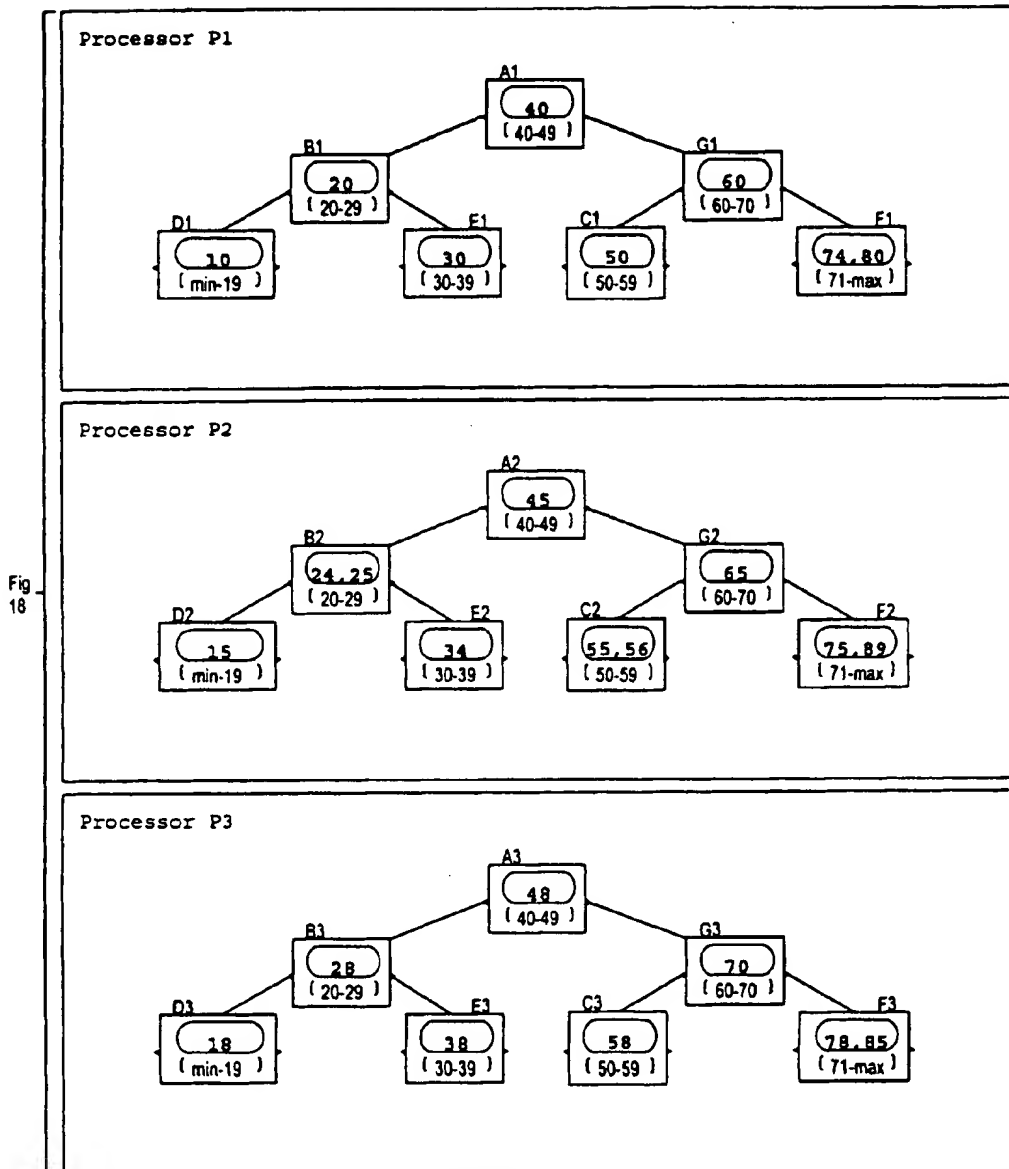 Processor P1
A1
40
( 40-49 )
B1
20
( 20-29 )
G1
60
( 60-70 )
D1
10
( min-19 )
E1
30
( 30-39 )
C1
50
( 50-59 )
F1
74,80
( 71-max )
Processor P2
A2
45
( 40-49 )
B2
24,25
( 20-29 )
G2
65
( 60-70 )
Fig
18
D2
15
( min-19 )
E2
34
( 30-39 )
C2
55,56
( 50-59 )
F2
75,89
( 71-max )
Processor P3
A3
48
( 40-49 )
B3
28
( 20-29 )
G3
70
( 60-70 )
D3
18
( min-19 )
E3
38
( 30-39 )
C3
58
( 50-59 )
F3
78,85
( 71-max )